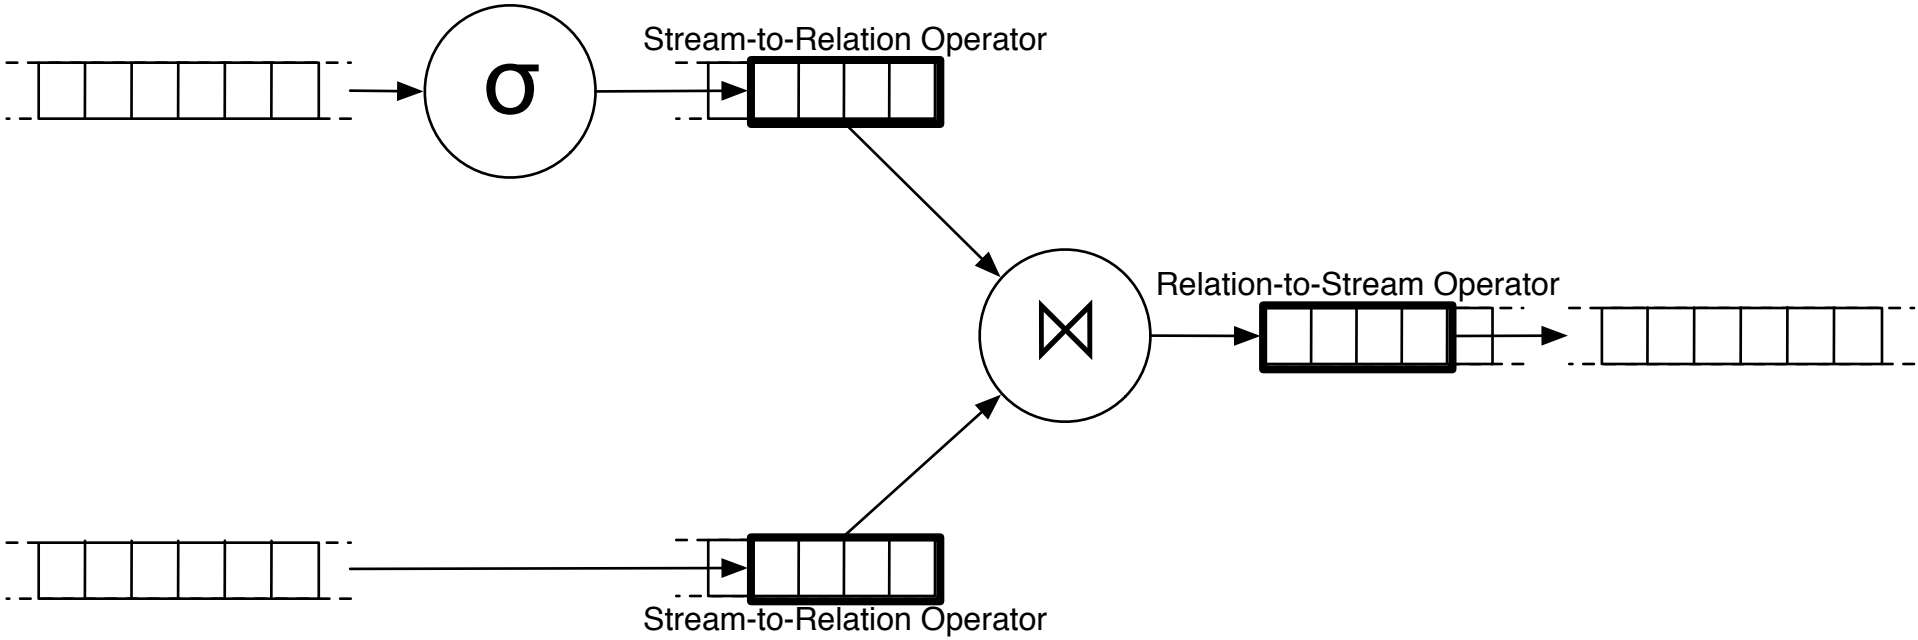 Stream-to-Relation Operator
σ
Relation-to-Stream Operator
⋈
Stream-to-Relation Operator